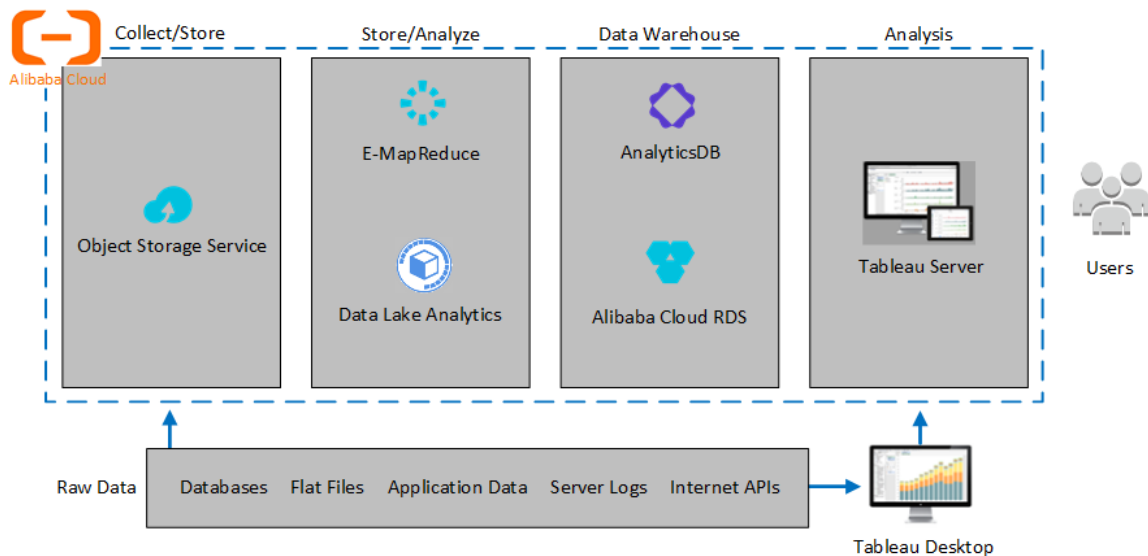 Collect/Store
Store/Analyze
Data Warehouse
Analysis
Alibaba Cloud
E-MapReduce
AnalyticsDB
Object Storage Service
Tableau Server
Users
Data Lake Analytics
Alibaba Cloud RDS
Raw Data
Databases
Flat Files
Application Data
Server Logs
Internet APIs
Tableau Desktop